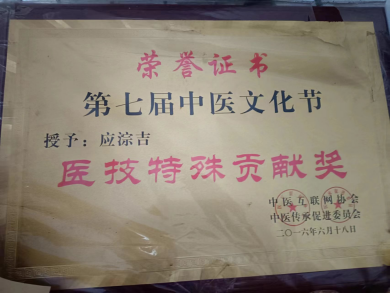 荣誉证书
第七届中医文化节
授予：应淙吉
医技特殊贡献奖
中医互联网协会
中医传承促进委员会
二〇一六年六月十八日